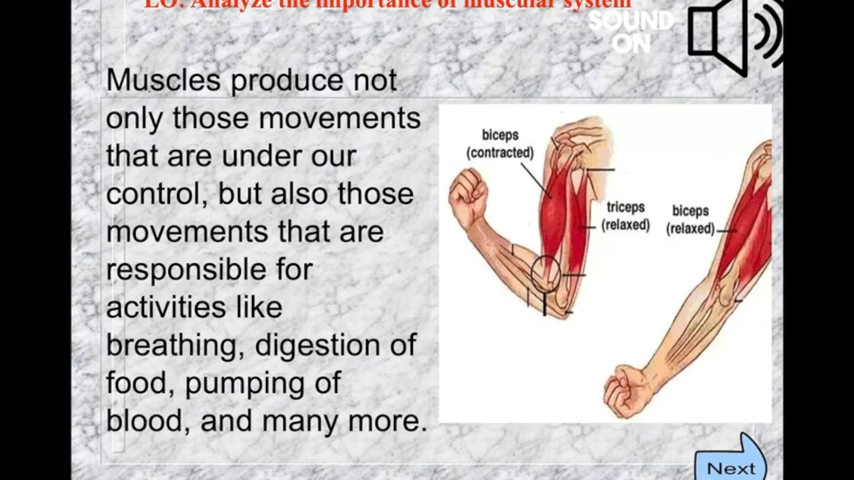 LO: Analyze the importance of muscular system
SOUND
ON
Muscles produce not
only those movements
that are under our
control, but also those
movements that are
responsible for
activities like
breathing, digestion of
food, pumping of
blood, and many more.
biceps
(contracted)
triceps
(relaxed)
biceps
(relaxed)
Next